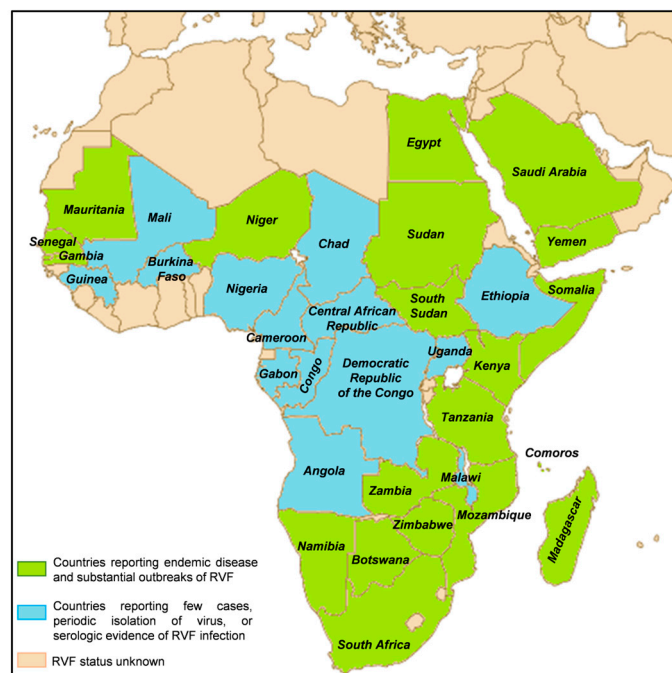 Egypt
Saudi Arabia
Mauritania
Mali
Niger
Chad
Sudan
Yemen
Senegal
Gambia
Guinea
Burkina
Faso
Nigeria
South
Sudan
Ethiopia
Somalia
Central African
Republic
Cameroon
Gabon
Congo
Democratic
Republic
of the Congo
Uganda
Kenya
Tanzania
Comoros
Angola
Zambia
Malawi
Mozambique
Zimbabwe
Madagascar
Namibia
Botswana
South Africa
Countries reporting endemic disease
and substantial outbreaks of RVF
Countries reporting few cases,
periodic isolation of virus, or
serologic evidence of RVF infection
RVF status unknown